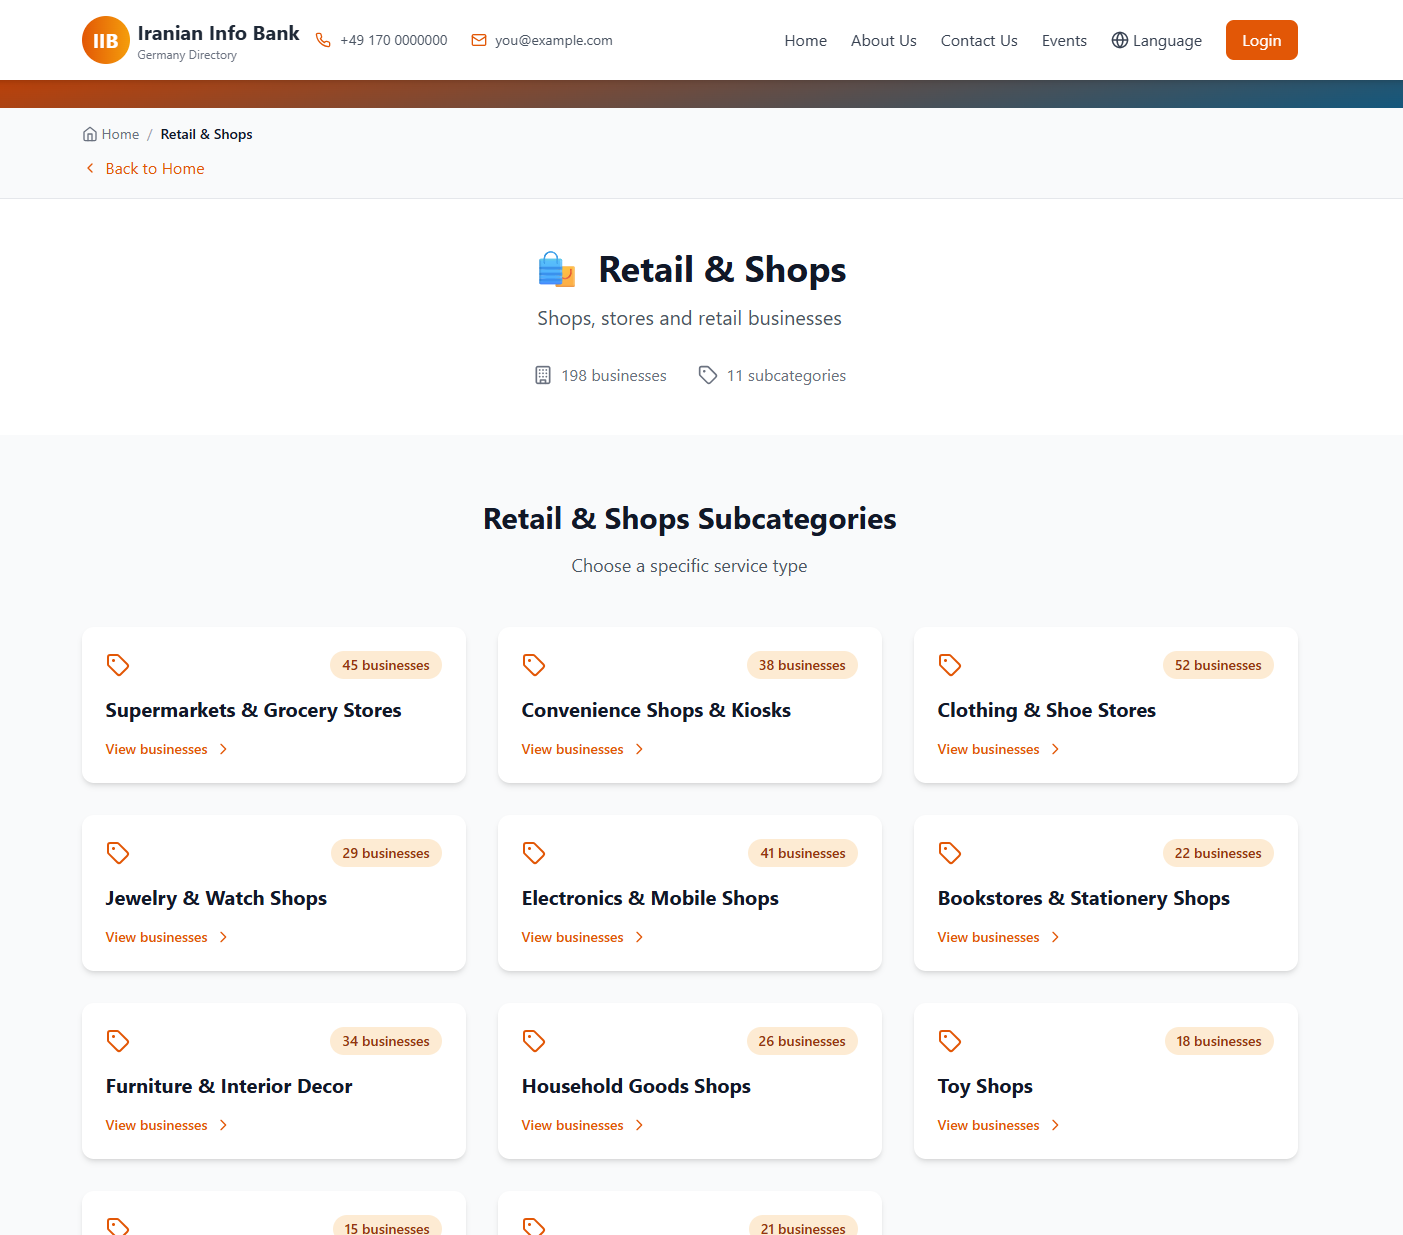 IIB
Iranian Info Bank
Germany Directory
+49 170 0000000
you@example.com
Home
About Us
Contact Us
Events
Language
Login
Home / Retail & Shops
Back to Home
Retail & Shops
Shops, stores and retail businesses
198 businesses
11 subcategories
Retail & Shops Subcategories
Choose a specific service type
45 businesses
Supermarkets & Grocery Stores
View businesses
38 businesses
Convenience Shops & Kiosks
View businesses
52 businesses
Clothing & Shoe Stores
View businesses
29 businesses
Jewelry & Watch Shops
View businesses
41 businesses
Electronics & Mobile Shops
View businesses
22 businesses
Bookstores & Stationery Shops
View businesses
34 businesses
Furniture & Interior Decor
View businesses
26 businesses
Household Goods Shops
View businesses
18 businesses
Toy Shops
View businesses
15 businesses
21 businesses